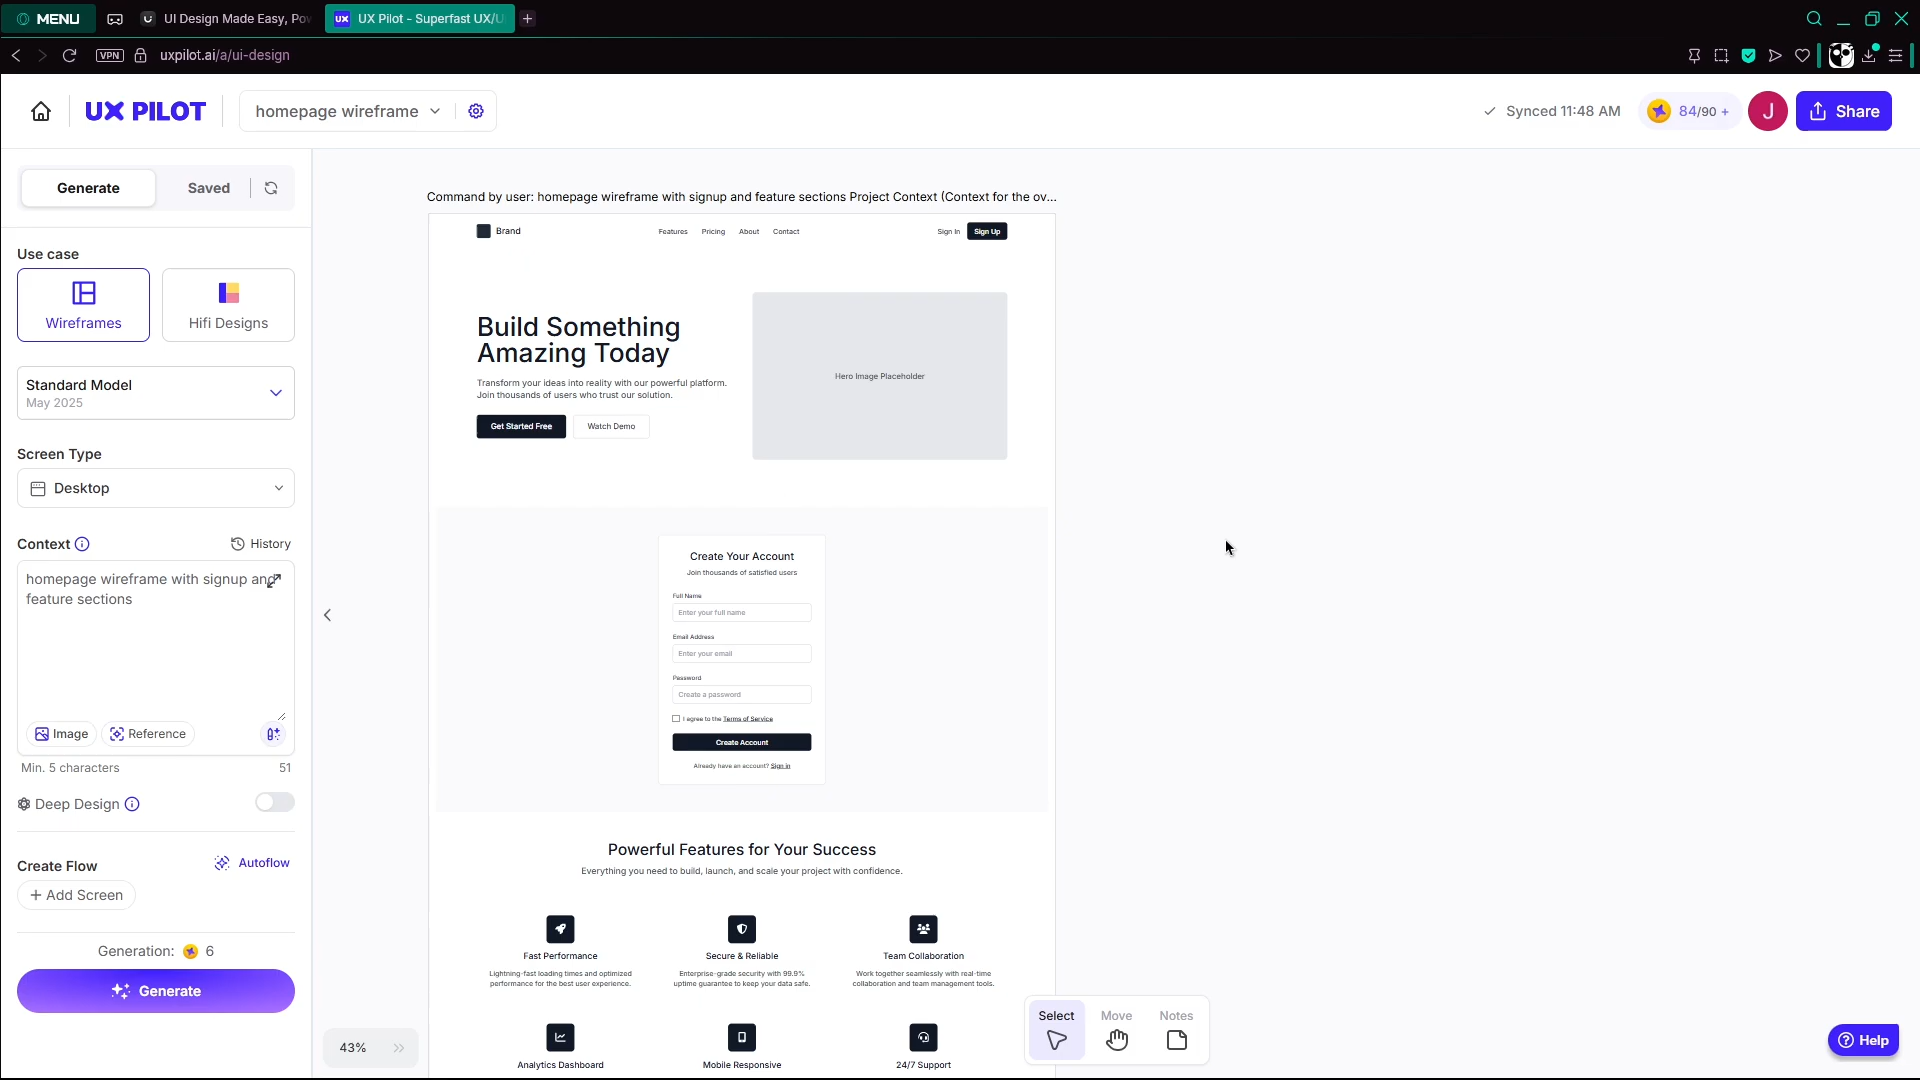 MENU
UI Design Made Easy, Pow
UX Pilot - Superfast UX/U
VPN
uxpilot.ai/a/ui-design
UX PILOT
homepage wireframe
Synced 11:48 AM
84/90 +
J
Share
Generate
Saved
Use case
Wireframes
Hifi Designs
Standard Model
May 2025
Screen Type
Desktop
Context
History
homepage wireframe with signup and
feature sections
Image
Reference
Min. 5 characters
51
Deep Design
Create Flow
Autoflow
+ Add Screen
Generation:
6
Generate
Command by user: homepage wireframe with signup and feature sections Project Context (Context for the ov...
Brand
Features
Pricing
About
Contact
Sign In
Sign Up
Build Something
Amazing Today
Transform your ideas into reality with our powerful platform.
Join thousands of users who trust our solution.
Get Started Free
Watch Demo
Hero Image Placeholder
Create Your Account
Join thousands of satisfied users
Full Name
Enter your full name
Email Address
Enter your email
Password
Create a password
I agree to the Terms of Service
Create Account
Already have an account? Sign in
Powerful Features for Your Success
Everything you need to build, launch, and scale your project with confidence.
Fast Performance
Lightning-fast loading times and optimized
performance for the best user experience.
Secure & Reliable
Enterprise-grade security with 99.9%
uptime guarantee to keep your data safe.
Team Collaboration
Work together seamlessly with real-time
collaboration and team management tools.
Analytics Dashboard
Mobile Responsive
24/7 Support
43%
Select
Move
Notes
Help